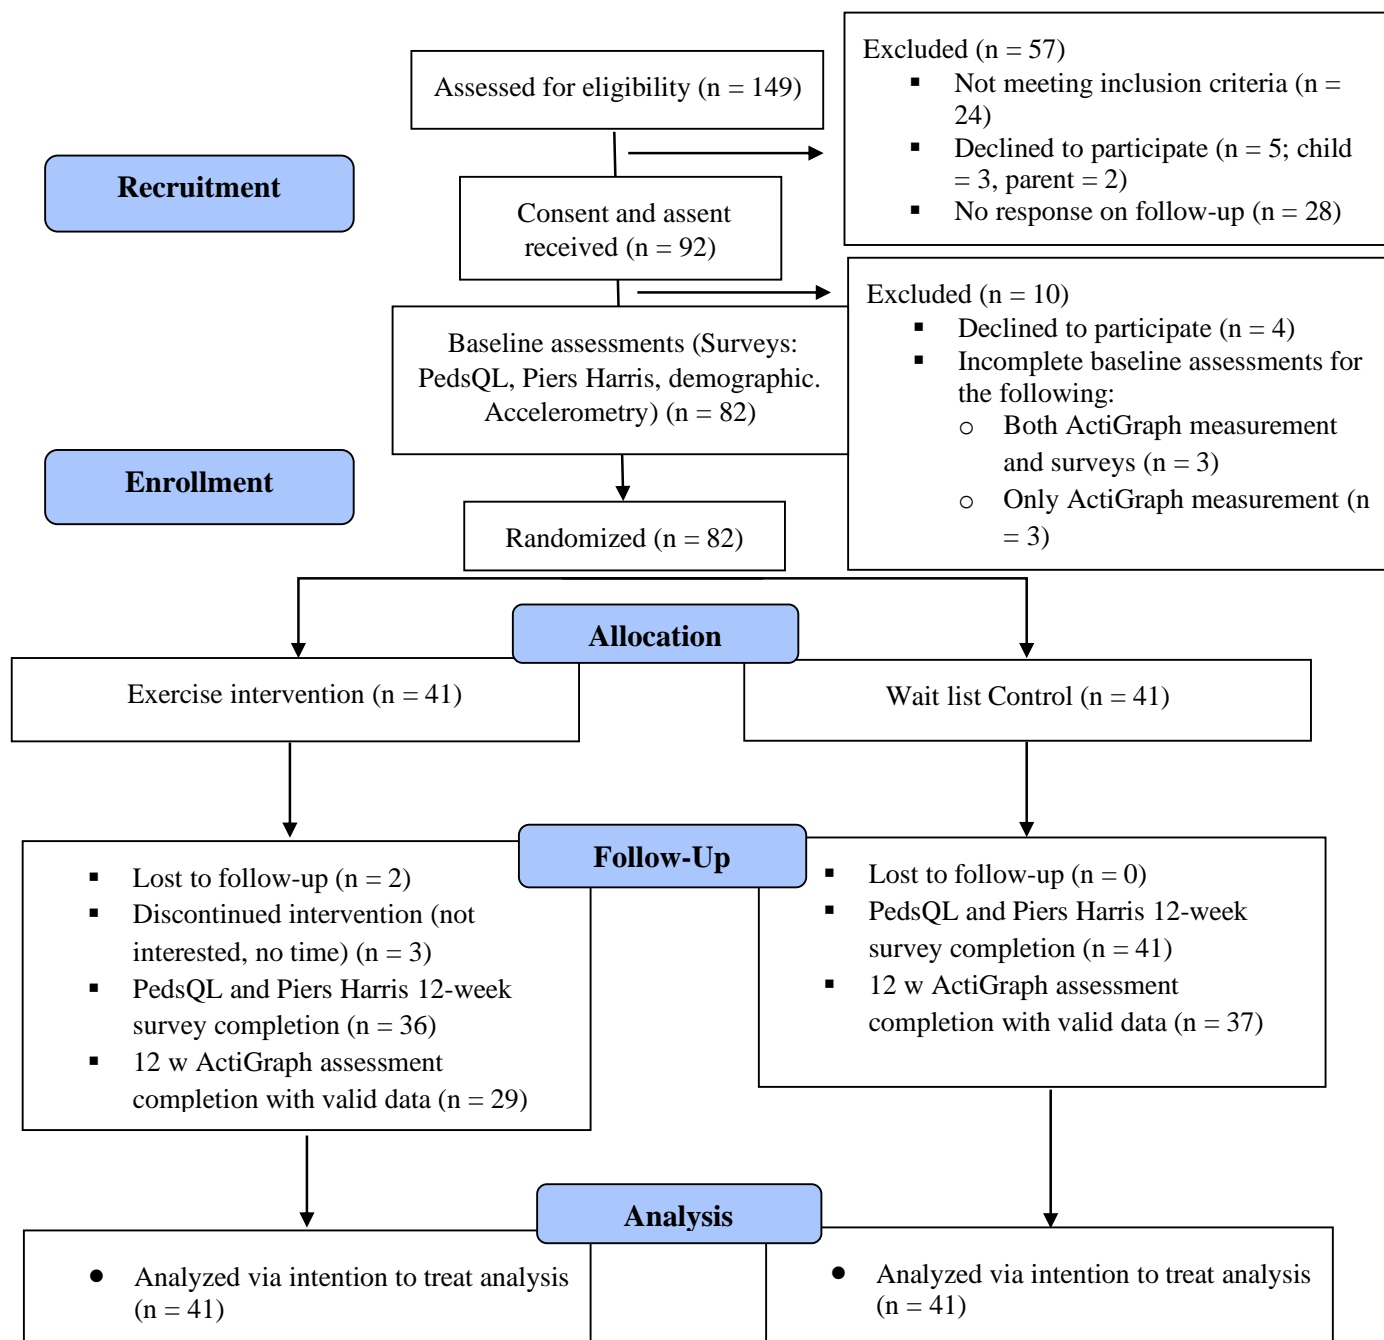 Assessed for eligibility (n = 149)
Excluded (n = 57)
▪ Not meeting inclusion criteria (n =
24)
▪ Declined to participate (n = 5; child
= 3, parent = 2)
▪ No response on follow-up (n = 28)
Recruitment
Consent and assent
received (n = 92)
Excluded (n = 10)
▪ Declined to participate (n = 4)
▪ Incomplete baseline assessments for
the following:
o Both ActiGraph measurement
and surveys (n = 3)
o Only ActiGraph measurement (n
= 3)
Baseline assessments (Surveys:
PedsQL, Piers Harris, demographic.
Accelerometry) (n = 82)
Enrollment
Randomized (n = 82)
Allocation
Exercise intervention (n = 41)
Wait list Control (n = 41)
Follow-Up
▪ Lost to follow-up (n = 2)
▪ Discontinued intervention (not
interested, no time) (n = 3)
▪ PedsQL and Piers Harris 12-week
survey completion (n = 36)
▪ 12 w ActiGraph assessment
completion with valid data (n = 29)
▪ Lost to follow-up (n = 0)
▪ PedsQL and Piers Harris 12-week
survey completion (n = 41)
▪ 12 w ActiGraph assessment
completion with valid data (n = 37)
Analysis
● Analyzed via intention to treat analysis
(n = 41)
● Analyzed via intention to treat analysis
(n = 41)